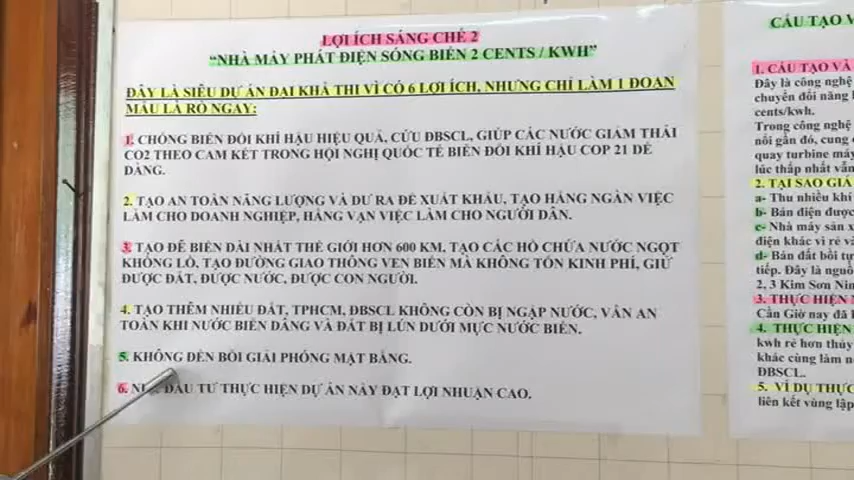 LỢI ÍCH SÁNG CHẾ 2
"NHÀ MÁY PHÁT ĐIỆN SÓNG BIỂN 2 CENTS / KWH"
ĐÂY LÀ SIÊU DỰ ÁN ĐẠI KHẢ THI VÌ CÓ 6 LỢI ÍCH, NHƯNG CHỈ LÀM 1 ĐOẠN
MẪU LÀ RÕ NGAY:
1. CHỐNG BIẾN ĐỔI KHÍ HẬU HIỆU QUẢ, CỨU ĐBSCL, GIÚP CÁC NƯỚC GIẢM THẢI
CO2 THEO CAM KẾT TRONG HỘI NGHỊ QUỐC TẾ BIẾN ĐỔI KHÍ HẬU COP 21 DỄ
DÀNG.
2. TẠO AN TOÀN NĂNG LƯỢNG VÀ DƯ RA ĐỂ XUẤT KHẨU, TẠO HÀNG NGÀN VIỆC
LÀM CHO DOANH NGHIỆP, HÀNG VẠN VIỆC LÀM CHO NGƯỜI DÂN.
3. TẠO ĐÊ BIỂN DÀI NHẤT THẾ GIỚI HƠN 600 KM, TẠO CÁC HỒ CHỨA NƯỚC NGỌT
KHỔNG LỒ, TẠO ĐƯỜNG GIAO THÔNG VEN BIỂN MÀ KHÔNG TỐN KINH PHÍ, GIỮ
ĐƯỢC ĐẤT, ĐƯỢC NƯỚC, ĐƯỢC CON NGƯỜI.
4. TẠO THÊM NHIỀU ĐẤT, TPHCM, ĐBSCL KHÔNG CÒN BỊ NGẬP NƯỚC, VẪN AN
TOÀN KHI NƯỚC BIỂN DÂNG VÀ ĐẤT BỊ LÚN DƯỚI MỰC NƯỚC BIỂN.
5. KHÔNG ĐỀN BỒI GIẢI PHÓNG MẶT BẰNG.
6. NHÀ ĐẦU TƯ THỰC HIỆN DỰ ÁN NÀY ĐẠT LỢI NHUẬN CAO.
CẤU TẠO V
1. CẤU TẠO VÀ
Đây là công nghệ
chuyển đổi năng l
cents/kwh.
Trong công nghệ
nổi gần đó, cung c
quay turbine máy
lúc thấp nhất vẫn
2. TẠI SAO GIÁ
a- Thu nhiều khí
b- Bán điện được
c- Nhà máy sản x
điện khác vì rẻ và
d- Bán đất bồi tụ
tiếp. Đây là nguồ
2, 3 Kim Sơn Nin
3. THỰC HIỆN
Cần Giờ nay đã
4. THỰC HIỆN
kwh rẻ hơn thủy
khác cùng làm n
ĐBSCL.
5. VÍ DỤ THỰC
liên kết vùng lập